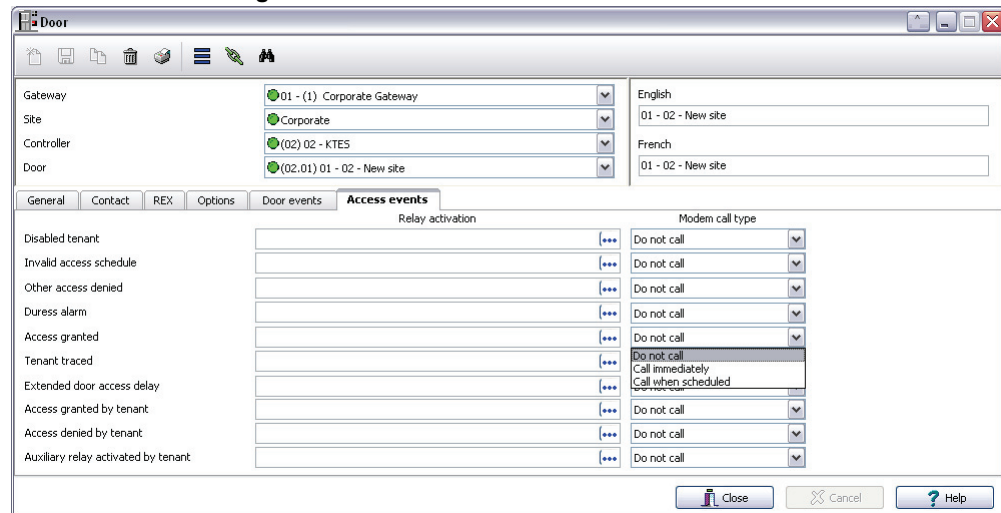 Door
Gateway
01 - (1) Corporate Gateway
English
Site
Corporate
01 - 02 - New site
Controller
(02) 02 - KTES
French
Door
(02.01) 01 - 02 - New site
01 - 02 - New site
General Contact REX Options Door events Access events
Relay activation Modem call type
Disabled tenant Do not call
Invalid access schedule Do not call
Other access denied Do not call
Duress alarm Do not call
Access granted Do not call
Tenant traced Do not call
Call immediately
Extended door access delay Call when scheduled
Access granted by tenant Do not call
Access denied by tenant Do not call
Auxiliary relay activated by tenant Do not call
Close Cancel ? Help